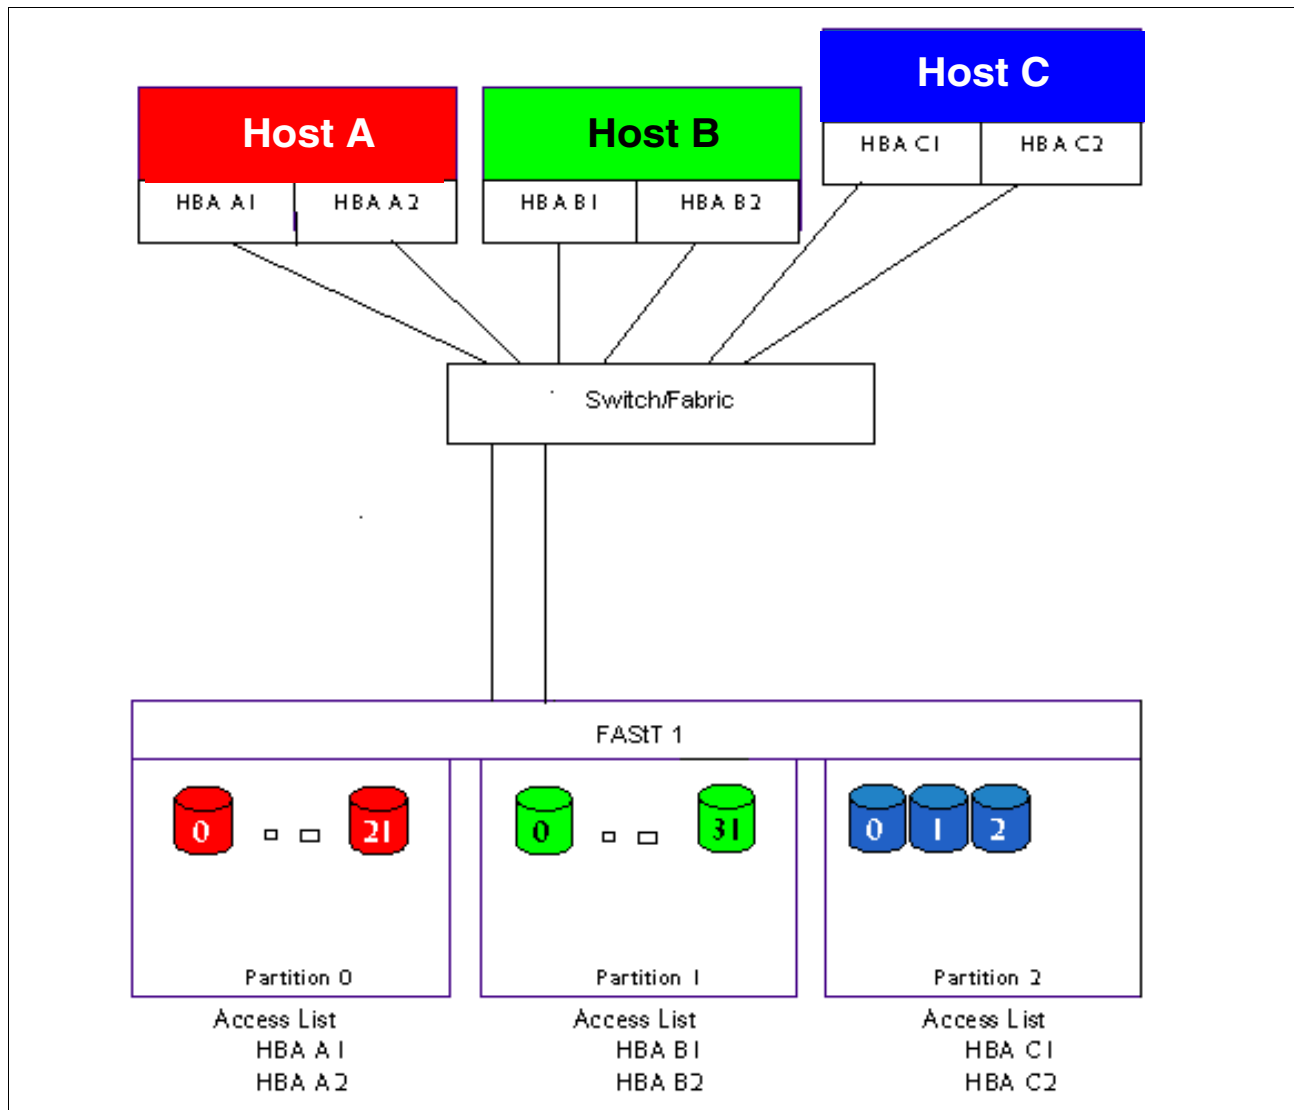 Host C
Host A
Host B
HBA C1
HBA C2
HBA A1
HBA A2
HBA B1
HBA B2
Switch/Fabric
FAStT 1
0
21
0
31
0
1
2
Partition 0
Partition 1
Partition 2
Access List
HBA A1
HBA A2
Access List
HBA B1
HBA B2
Access List
HBA C1
HBA C2